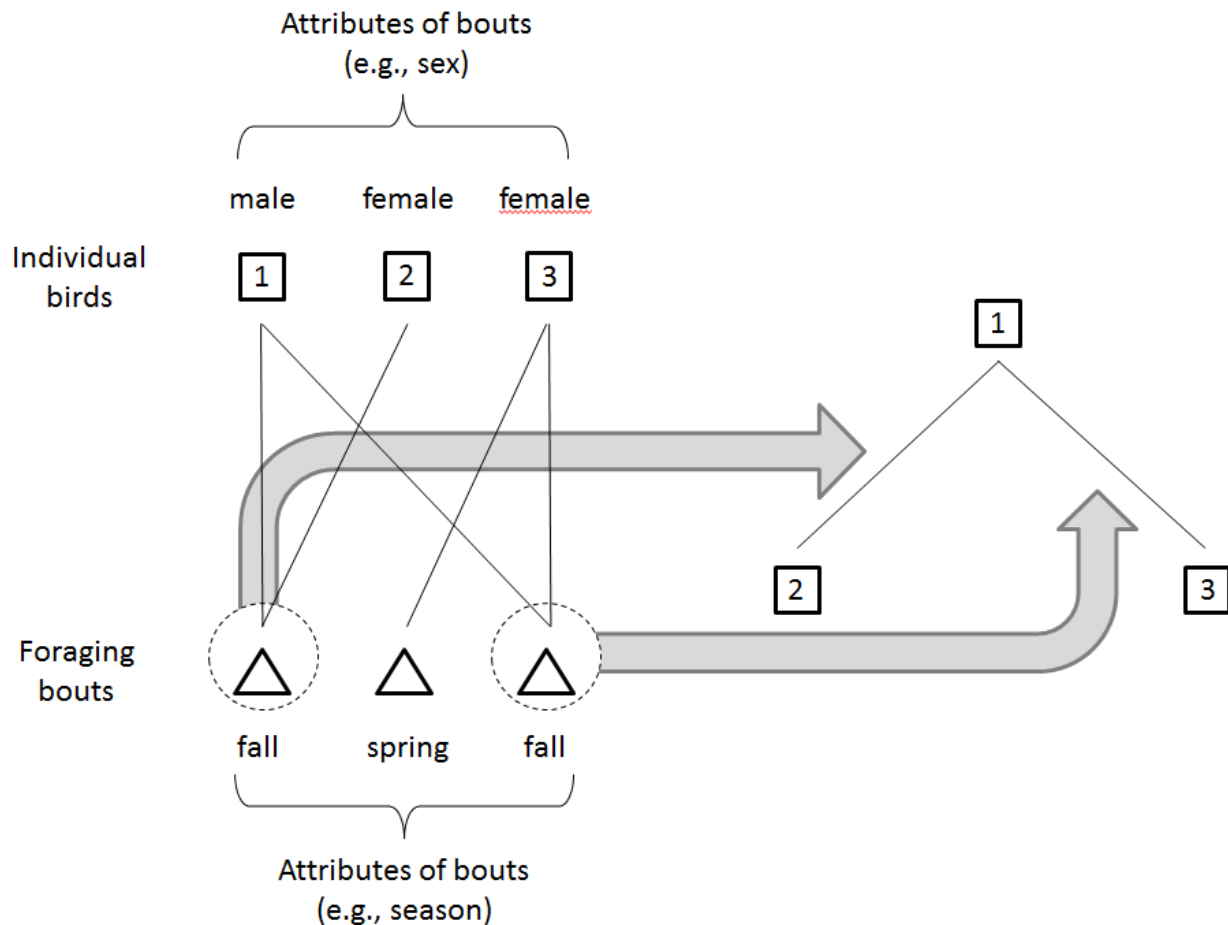 Attributes of bouts
(e.g., sex)
male female female
Individual
birds
1 2 3
1
2 3
Foraging
bouts
fall spring fall
Attributes of bouts
(e.g., season)